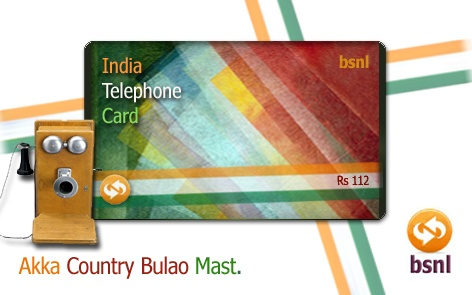 India
Telephone
Card
bsnl
Rs 112
Akka Country Bulao Mast.
bsnl